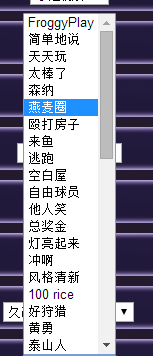 FroggyPlay
简单地说
天天玩
太棒了
森纳
燕麦圈
殴打房子
来鱼
逃跑
空白屋
自由球员
他人笑
总奖金
灯亮起来
冲啊
风格清新
100 rice
好狩猎
黄勇
泰山人